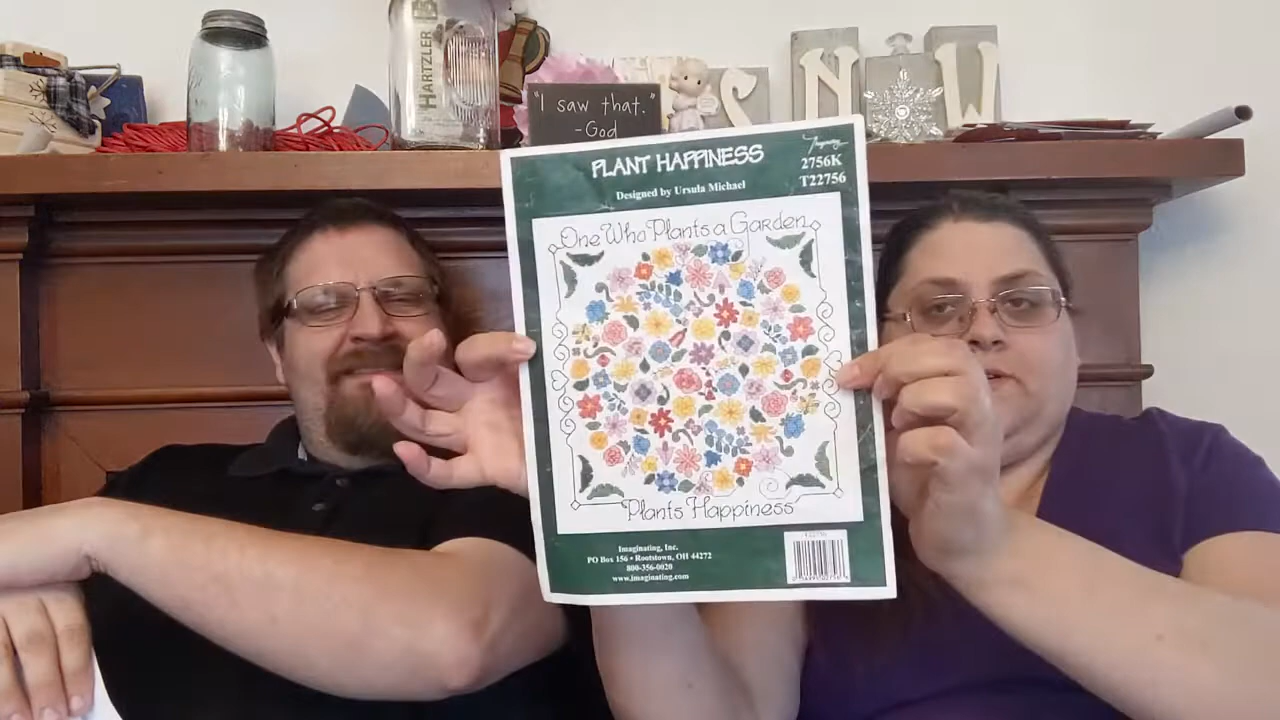 HARTZLER
"I saw that."
-God
S N W
PLANT HAPPINESS
Designed by Ursula Michael
Imaginating
2756K
T22756
One Who Plants a Garden
Plants Happiness
Imaginating, Inc.
PO Box 156 • Rootstown, OH 44272
800-356-0020
www.imaginating.com